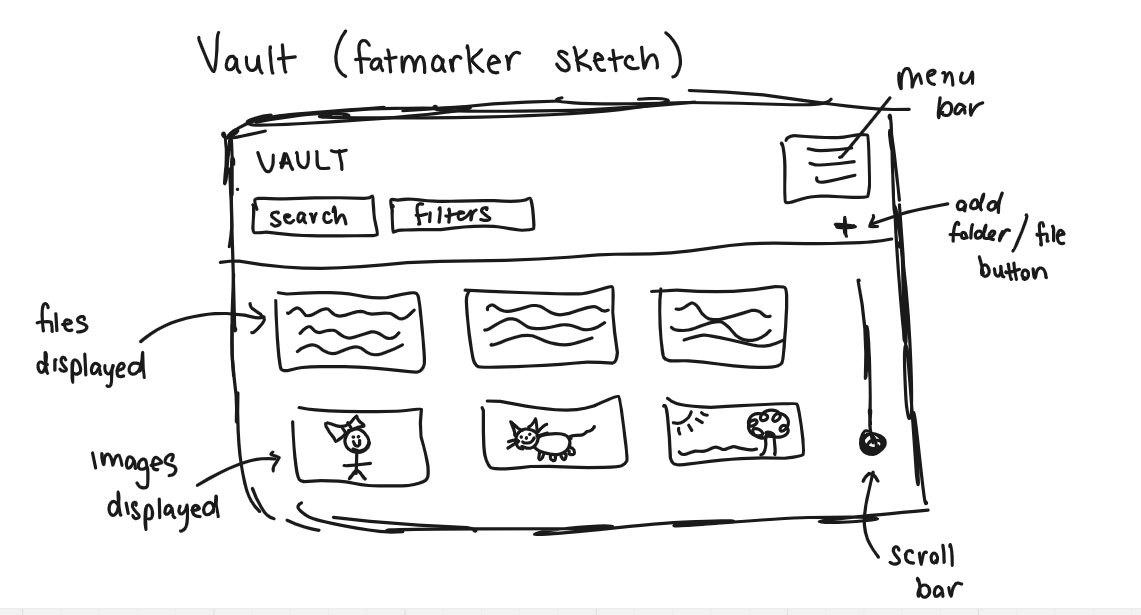 Vault (fatmarker sketch)
menu
bar
VAULT
search
filters
add
folder/file
button
files
displayed
images
displayed
scroll
bar